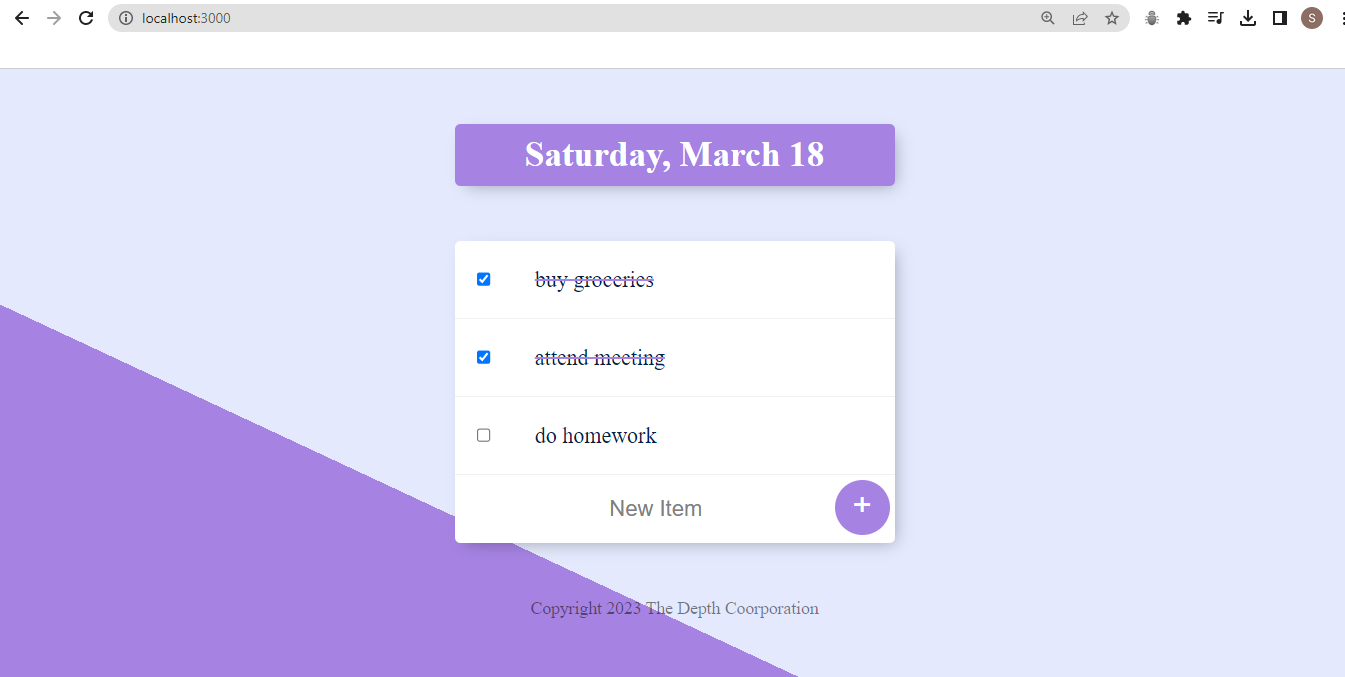 localhost:3000
S
Saturday, March 18
buy groceries
attend meeting
do homework
New Item
+
Copyright 2023 The Depth Coorporation